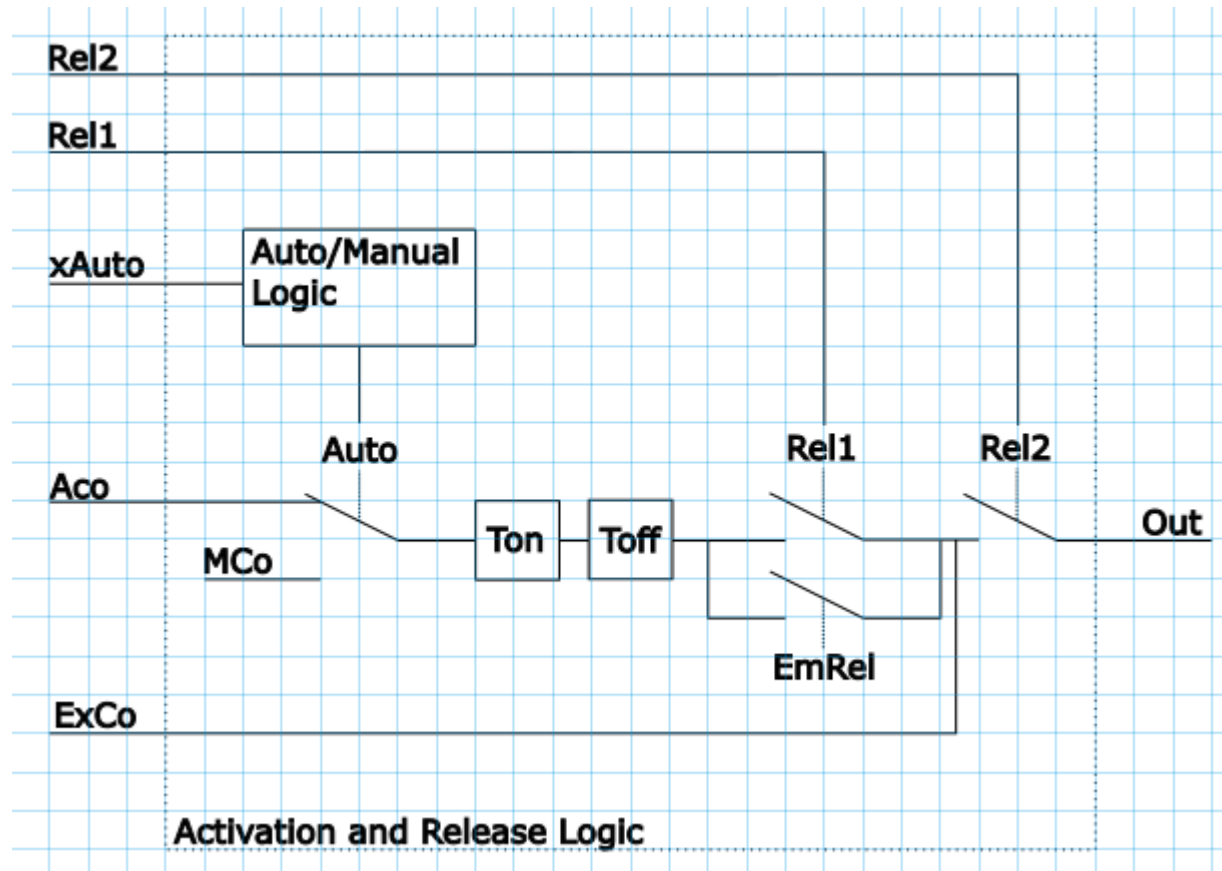 Rel2
Rel1
xAuto
Auto/Manual
Logic
Auto
Rel1
Rel2
Aco
Ton
Toff
Out
MCo
EmRel
ExCo
Activation and Release Logic